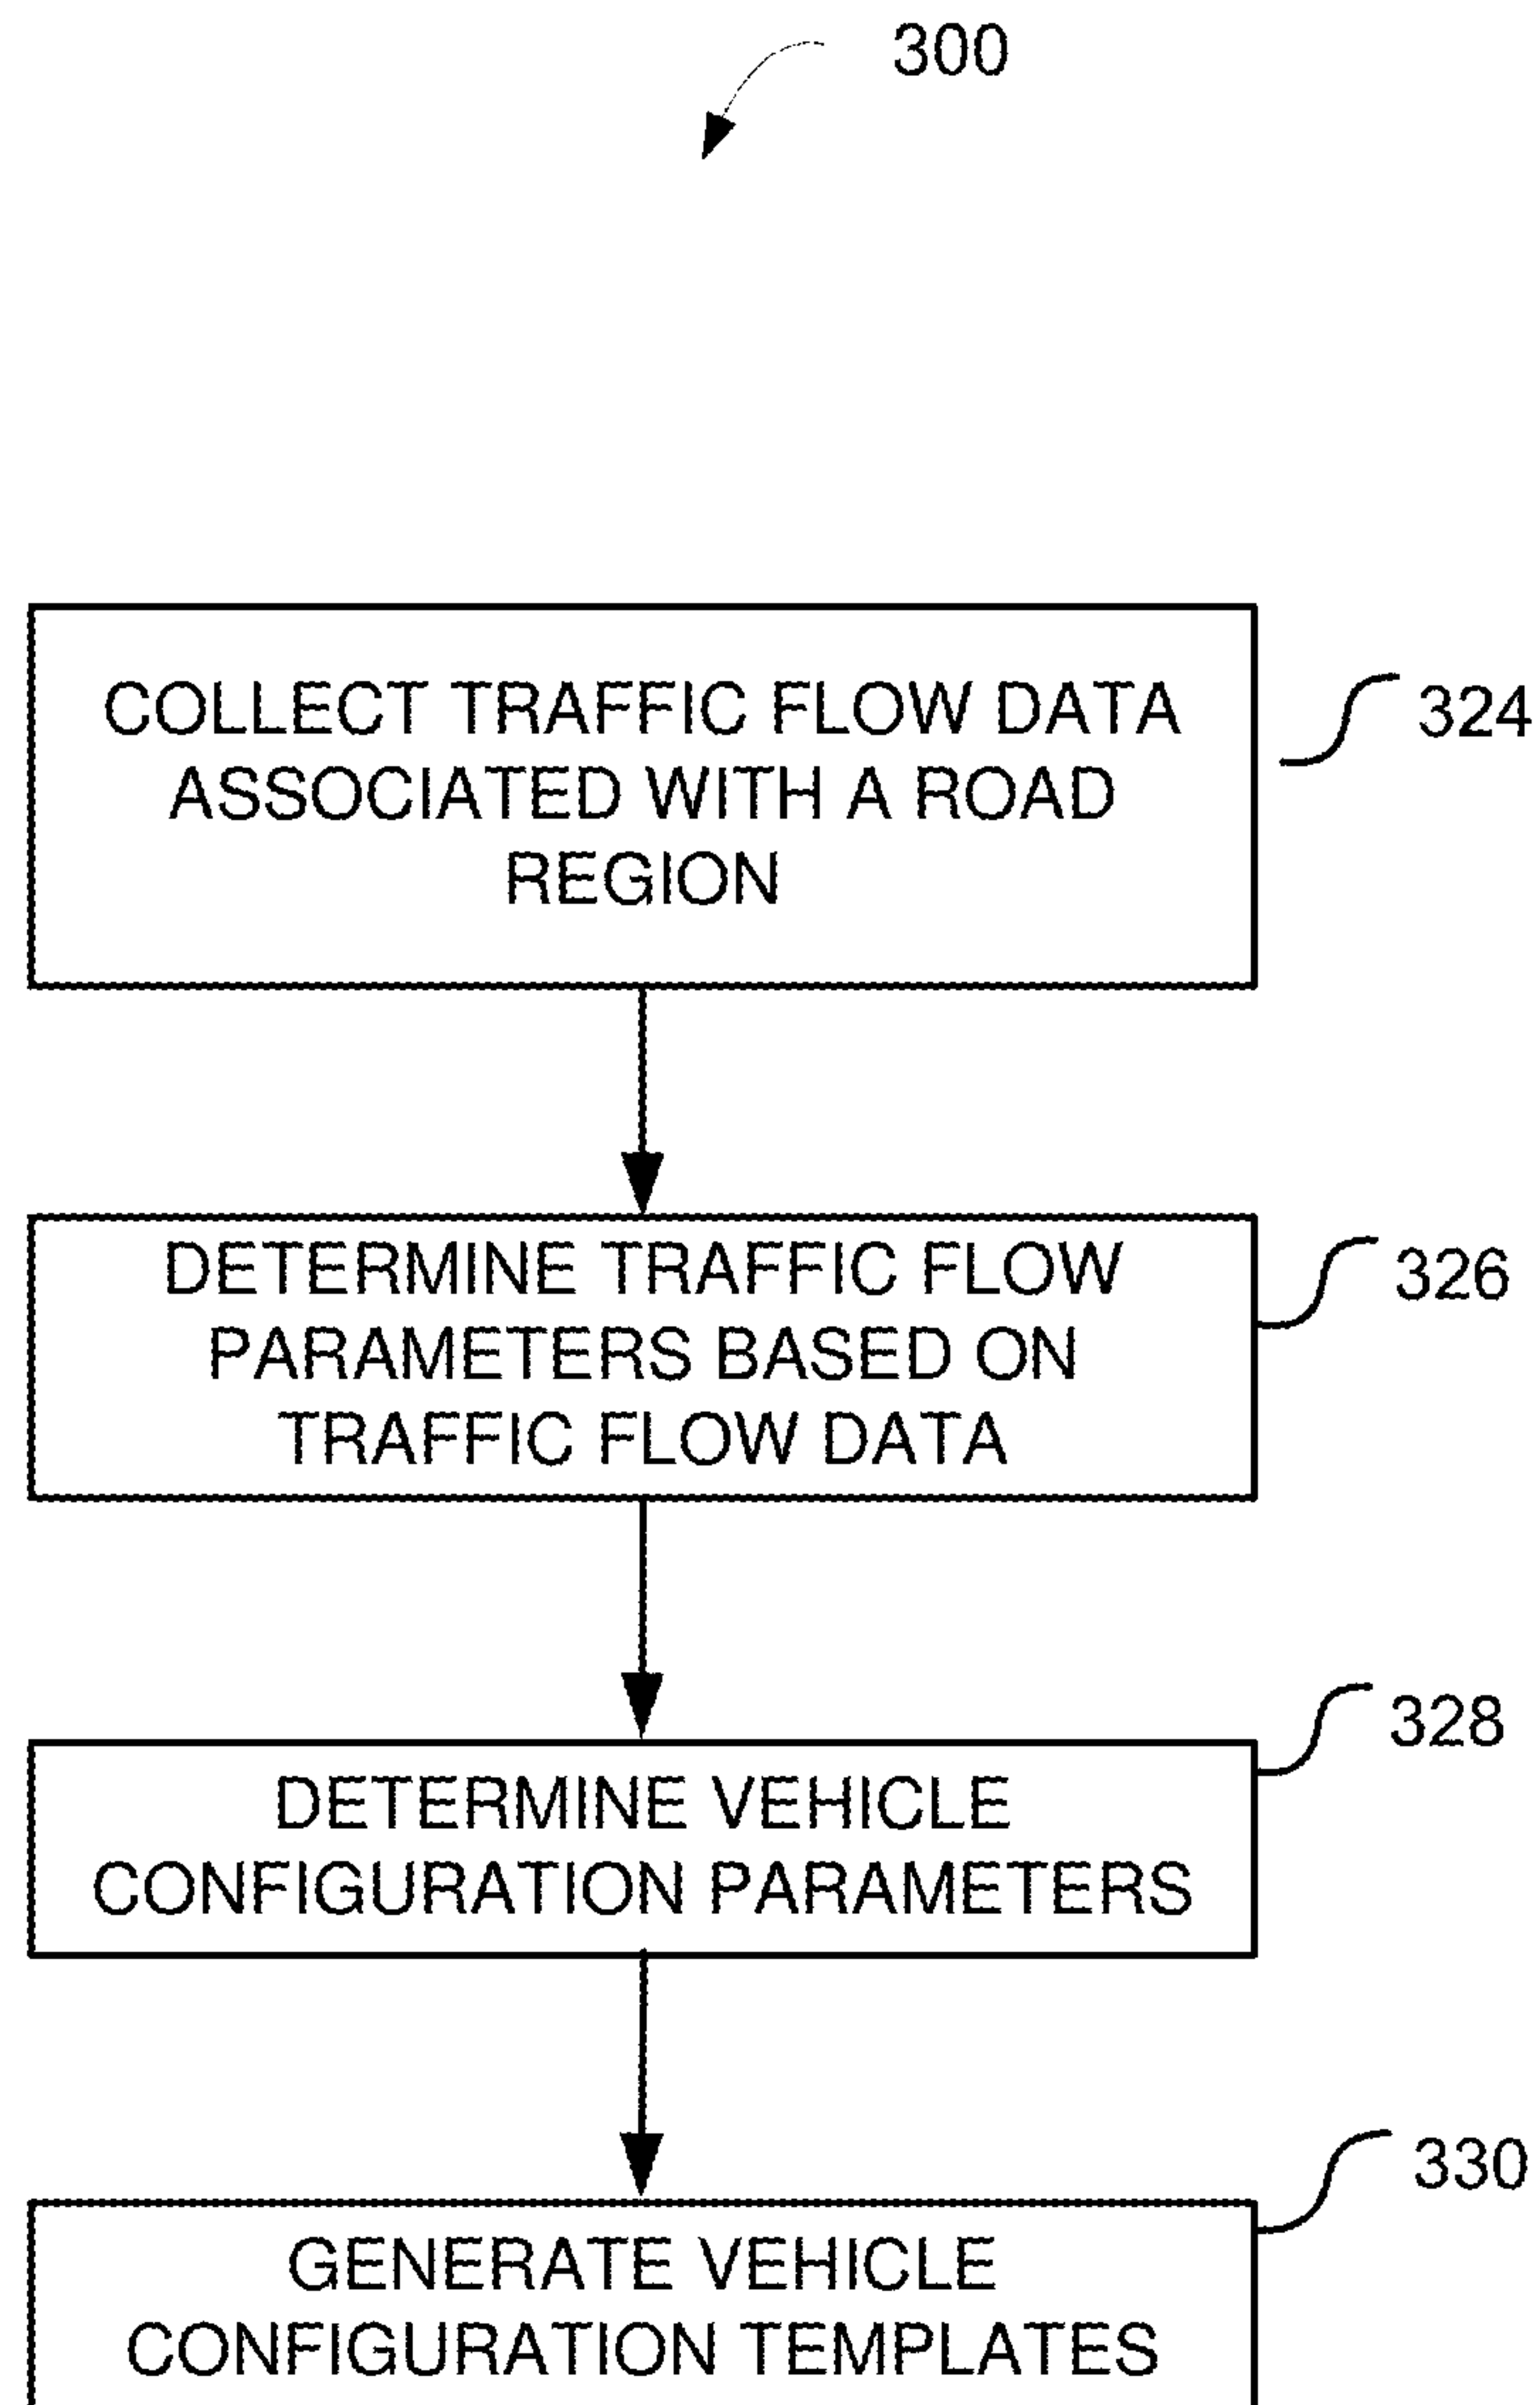 300
COLLECT TRAFFIC FLOW DATA
ASSOCIATED WITH A ROAD
REGION
324
DETERMINE TRAFFIC FLOW
PARAMETERS BASED ON
TRAFFIC FLOW DATA
326
DETERMINE VEHICLE
CONFIGURATION PARAMETERS
328
GENERATE VEHICLE
CONFIGURATION TEMPLATES
330